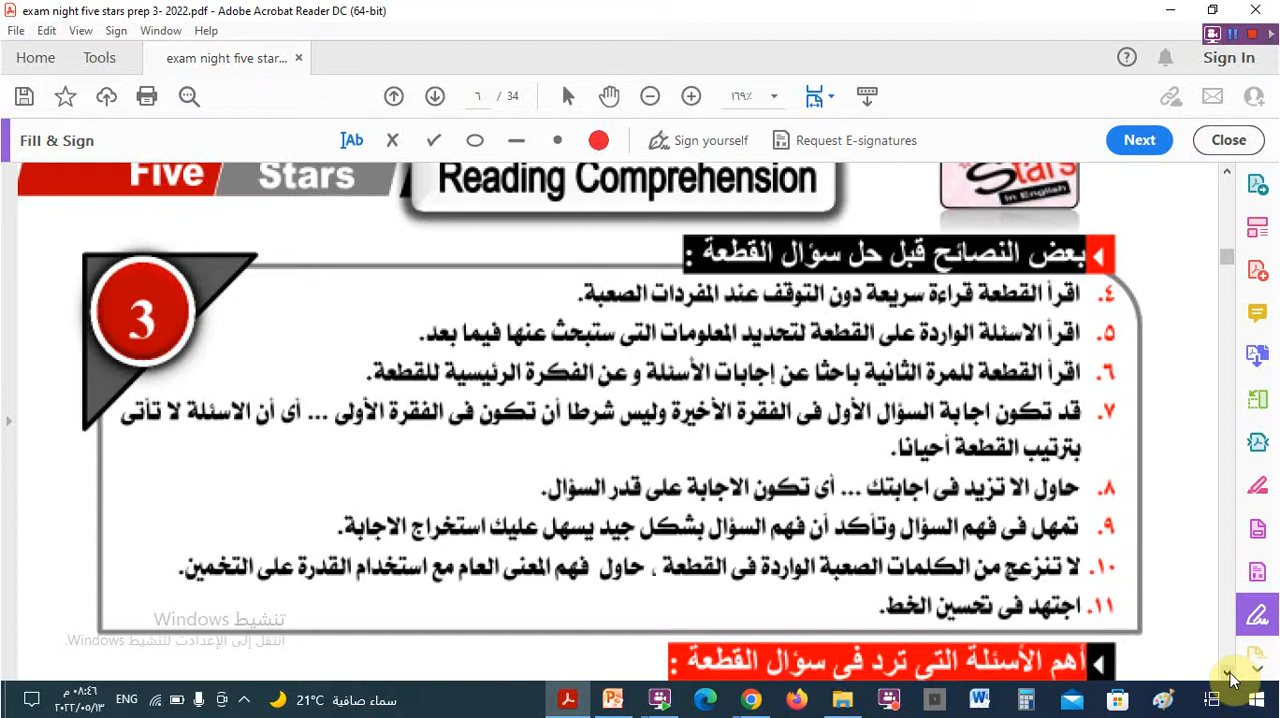 exam night five stars prep 3- 2022.pdf - Adobe Acrobat Reader DC (64-bit)
File Edit View Sign Window Help
Home Tools exam night five star... ×
٦ / 34 ١٦٩٪
Sign In
Fill & Sign Ab Sign yourself Request E-signatures Next Close
Five Stars Reading Comprehension Stars
In English
بعض النصائح قبل حل سؤال القطعة :
3
٤. اقرأ القطعة قراءة سريعة دون التوقف عند المفردات الصعبة.
٥. اقرأ الاسئلة الواردة على القطعة لتحديد المعلومات التى ستبحث عنها فيما بعد.
٦. اقرأ القطعة للمرة الثانية باحثا عن إجابات الأسئلة و عن الفكرة الرئيسية للقطعة.
٧. قد تكون اجابة السؤال الأول فى الفقرة الأخيرة وليس شرطا أن تكون فى الفقرة الأولى ... أى أن الاسئلة لا تأتى
بترتيب القطعة أحيانا.
٨. حاول الا تزيد فى اجابتك ... أى تكون الاجابة على قدر السؤال.
٩. تمهل فى فهم السؤال وتأكد أن فهم السؤال بشكل جيد يسهل عليك استخراج الاجابة.
١٠. لا تنزعج من الكلمات الصعبة الواردة فى القطعة ، حاول فهم المعنى العام مع استخدام القدرة على التخمين.
١١. اجتهد فى تحسين الخط.
تنشيط Windows
انتقل إلى الإعدادات لتنشيط Windows.
أهم الأسئلة التى ترد فى سؤال القطعة :
٠٨:٤٦ م
٢٠٢٢/٠٥/١٣
ENG
21°C سماء صافية